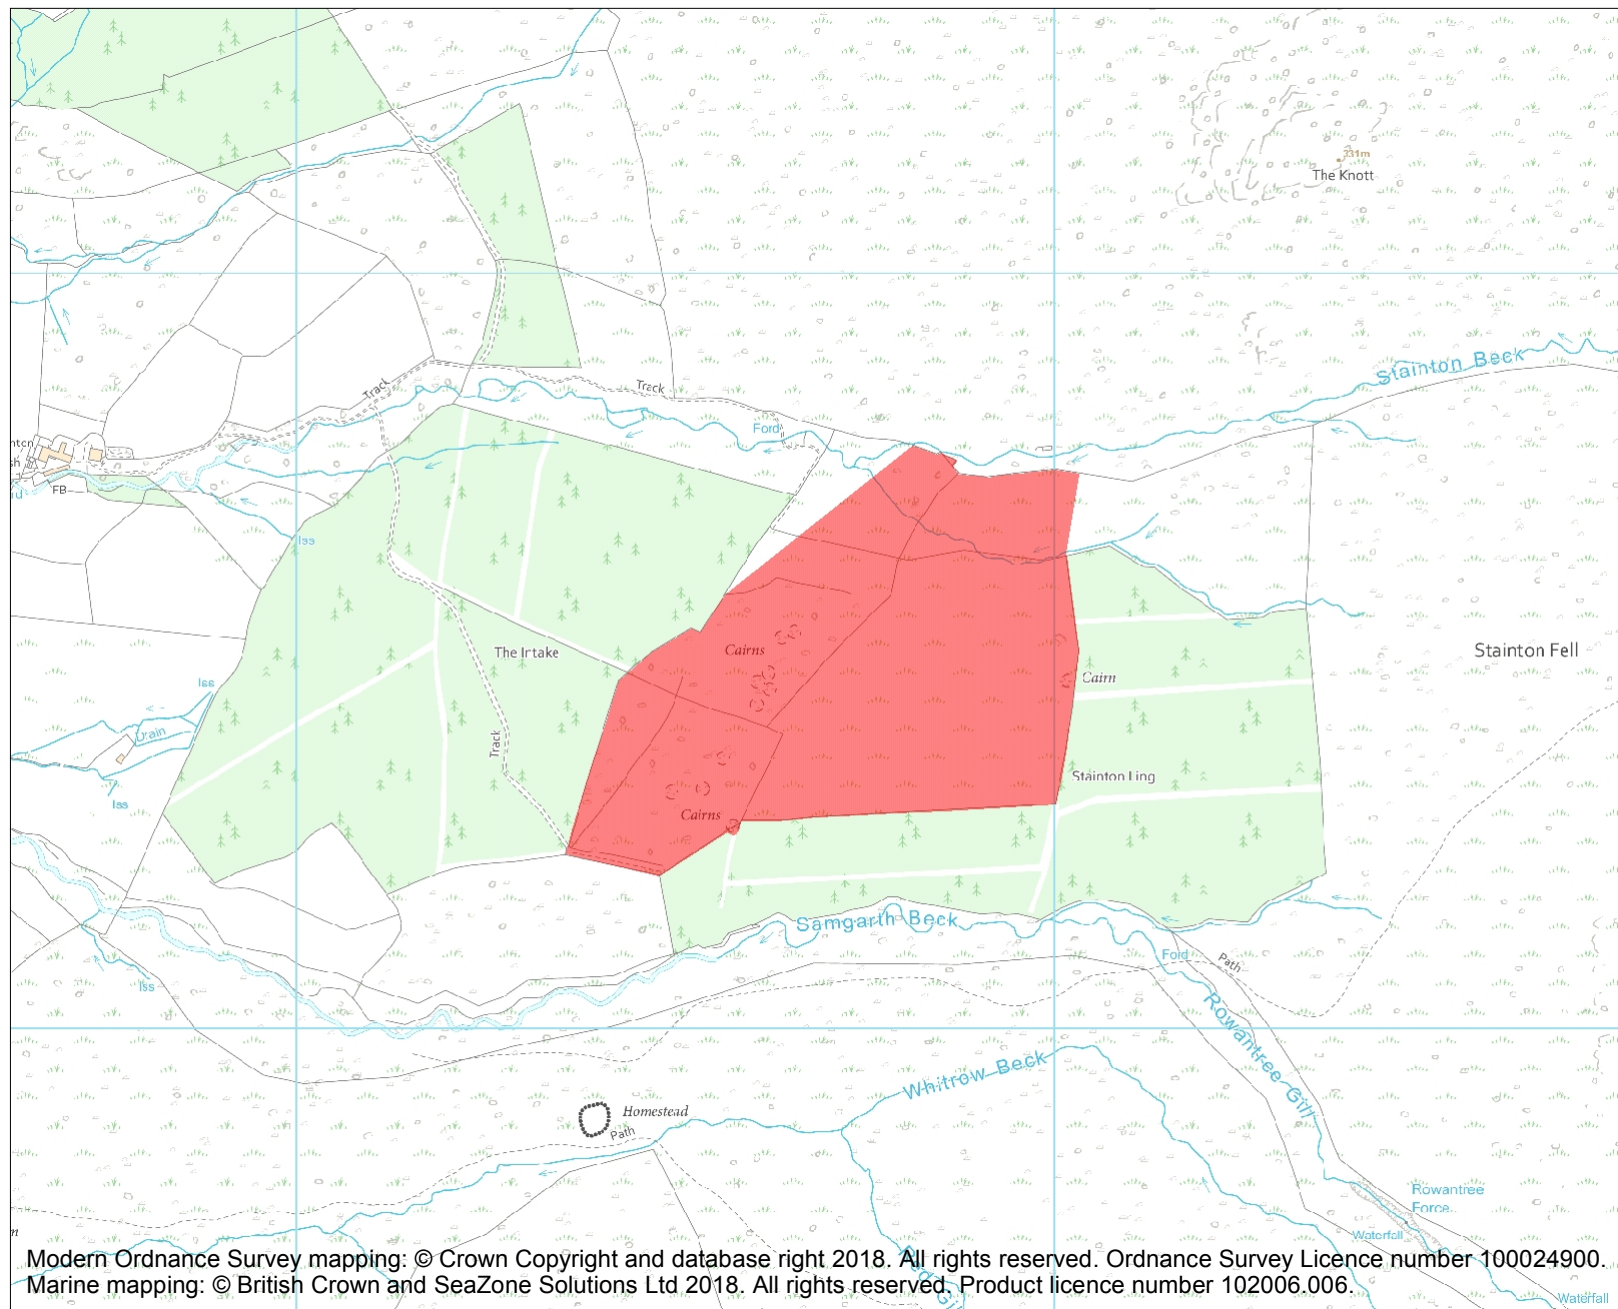 331m
The Knott
Stainton Beck
Track
Track
Ford
FB
Iss
The Intake
Cairns
Stainton Fell
Cairn
Iss
Drain
Track
Iss
Stainton Ling
Cairns
Samgarth Beck
Ford
Path
Iss
Rowantree Gill
Whitrow Beck
Homestead
Path
Rowantree
Force
Waterfall
Modern Ordnance Survey mapping: © Crown Copyright and database right 2018. All rights reserved. Ordnance Survey Licence number 100024900.
Marine mapping: © British Crown and SeaZone Solutions Ltd 2018. All rights reserved. Product licence number 102006.006.
Waterfall